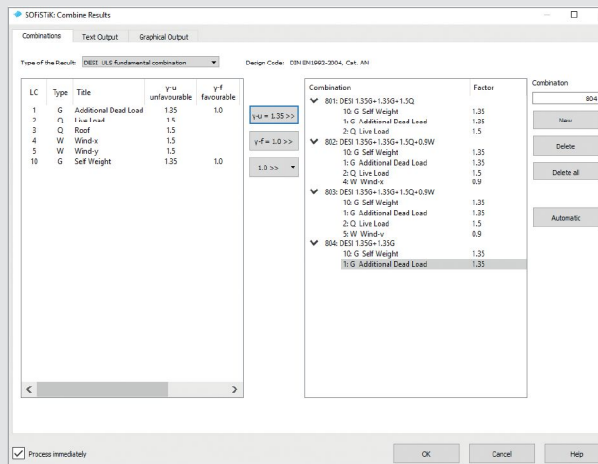 SOFiSTiK: Combine Results
Combinations Text Output Graphical Output
Type of the Result: DESI ULS fundamental combination Design Code: DIN EN1992-2004, Cat. AN
LC Type Title γ-u unfavourable γ-f favourable
1 G Additional Dead Load 1.35 1.0
2 Q Live Load 1.5
3 Q Roof 1.5
4 W Wind-x 1.5
5 W Wind-y 1.5
10 G Self Weight 1.35 1.0
γ-u = 1.35 >>
γ-f = 1.0 >>
1.0 >>
Combination Factor
801: DESI 1.35G+1.35G+1.5Q
10: G Self Weight 1.35
1: G Additional Dead Load 1.35
2: Q Live Load 1.5
802: DESI 1.35G+1.35G+1.5Q+0.9W
10: G Self Weight 1.35
1: G Additional Dead Load 1.35
2: Q Live Load 1.5
4: W Wind-x 0.9
803: DESI 1.35G+1.35G+1.5Q+0.9W
10: G Self Weight 1.35
1: G Additional Dead Load 1.35
2: Q Live Load 1.5
5: W Wind-y 0.9
804: DESI 1.35G+1.35G
10: G Self Weight 1.35
1: G Additional Dead Load 1.35
Combination
804
New
Delete
Delete all
Automatic
Process immediately OK Cancel Help